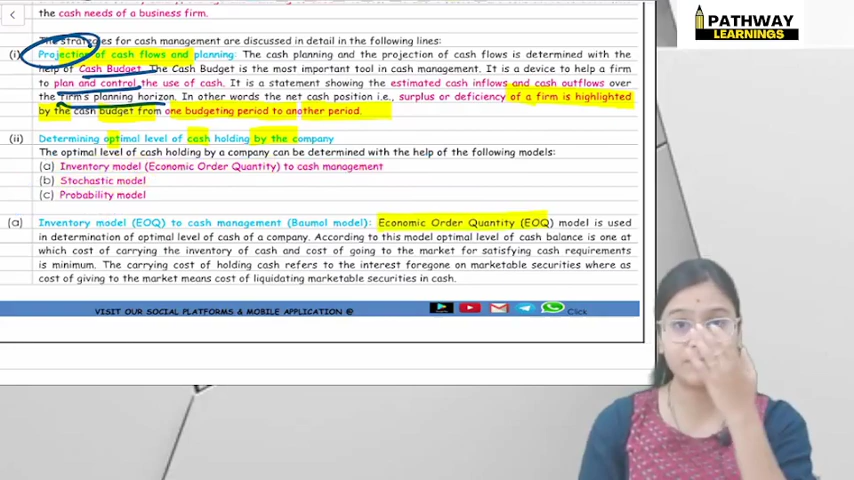 the cash needs of a business firm.
PATHWAY
LEARNINGS
The strategies for cash management are discussed in detail in the following lines:
(i) Projection of cash flows and planning: The cash planning and the projection of cash flows is determined with the
help of Cash Budget. The Cash Budget is the most important tool in cash management. It is a device to help a firm
to plan and control the use of cash. It is a statement showing the estimated cash inflows and cash outflows over
the firm's planning horizon. In other words the net cash position i.e., surplus or deficiency of a firm is highlighted
by the cash budget from one budgeting period to another period.
(ii) Determining optimal level of cash holding by the company
The optimal level of cash holding by a company can be determined with the help of the following models:
(a) Inventory model (Economic Order Quantity) to cash management
(b) Stochastic model
(c) Probability model
(a) Inventory model (EOQ) to cash management (Baumol model): Economic Order Quantity (EOQ) model is used
in determination of optimal level of cash of a company. According to this model optimal level of cash balance is one at
which cost of carrying the inventory of cash and cost of going to the market for satisfying cash requirements
is minimum. The carrying cost of holding cash refers to the interest foregone on marketable securities where as
cost of giving to the market means cost of liquidating marketable securities in cash.
VISIT OUR SOCIAL PLATFORMS & MOBILE APPLICATION @ Click